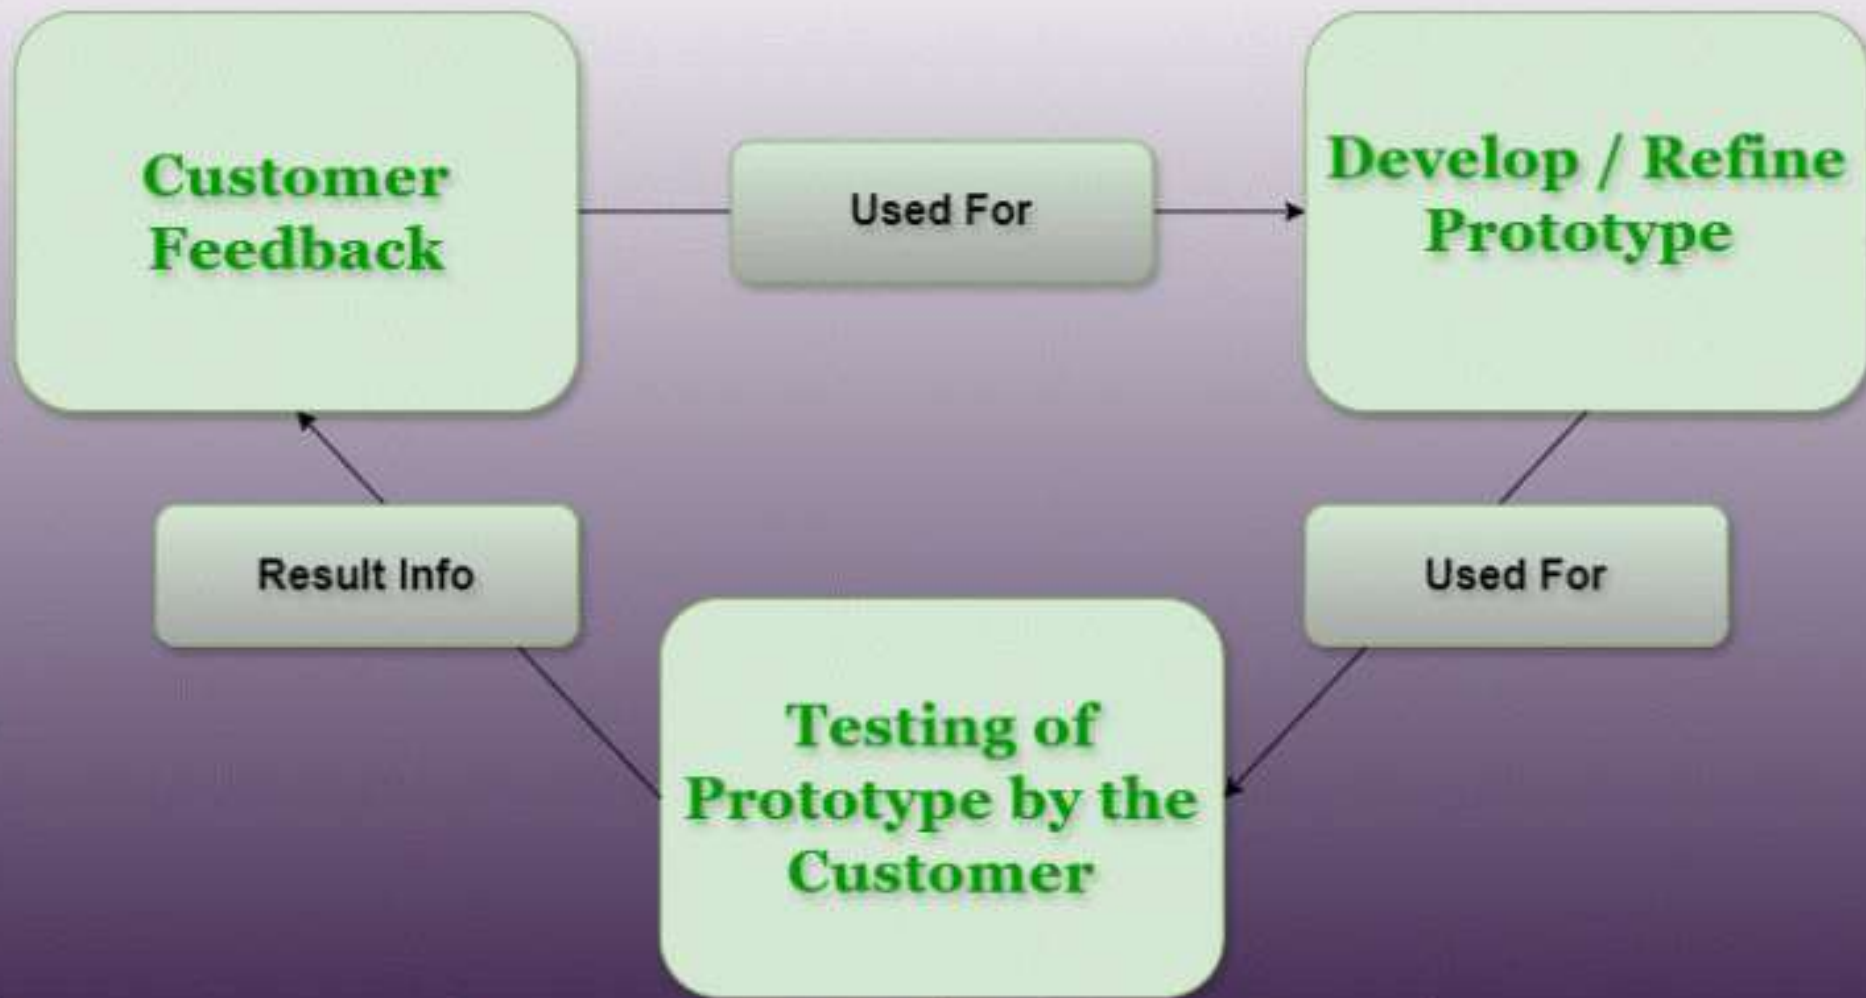 Customer
Feedback
Used For
Develop / Refine
Prototype
Result Info
Used For
Testing of
Prototype by the
Customer